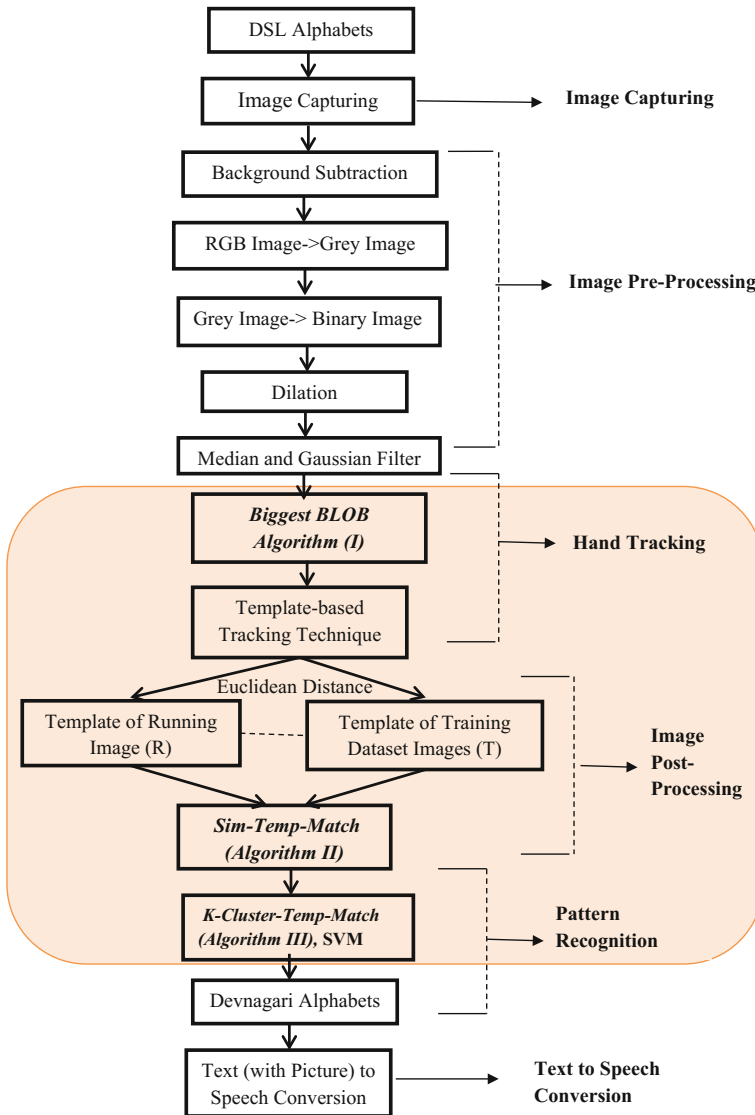 DSL Alphabets
Image Capturing
Image Capturing
Background Subtraction
RGB Image->Grey Image
Image Pre-Processing
Grey Image-> Binary Image
Dilation
Median and Gaussian Filter
Biggest BLOB
Algorithm (I)
Hand Tracking
Template-based
Tracking Technique
Euclidean Distance
Template of Running
Image (R)
Template of Training
Dataset Images (T)
Image
Post-
Processing
Sim-Temp-Match
(Algorithm II)
K-Cluster-Temp-Match
(Algorithm III), SVM
Pattern
Recognition
Devnagari Alphabets
Text (with Picture) to
Speech Conversion
Text to Speech
Conversion